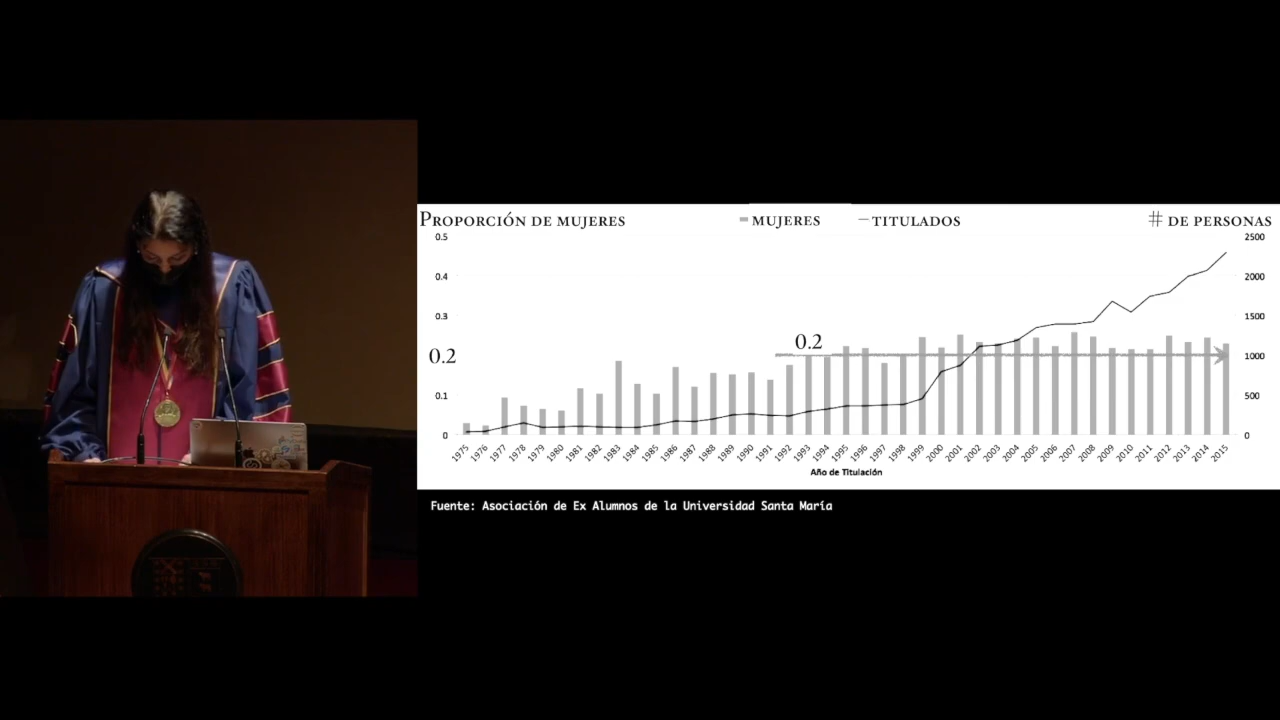 PROPORCIÓN DE MUJERES
MUJERES
TITULADOS
# DE PERSONAS
0.5
0.4
0.3
0.2
0.1
0
0.2
2500
2000
1500
1000
500
0
1975 1976 1977 1978 1979 1980 1981 1982 1983 1984 1985 1986 1987 1988 1989 1990 1991 1992 1993 1994 1995 1996 1997 1998 1999 2000 2001 2002 2003 2004 2005 2006 2007 2008 2009 2010 2011 2012 2013 2014 2015
Año de Titulación
Fuente: Asociación de Ex Alumnos de la Universidad Santa María